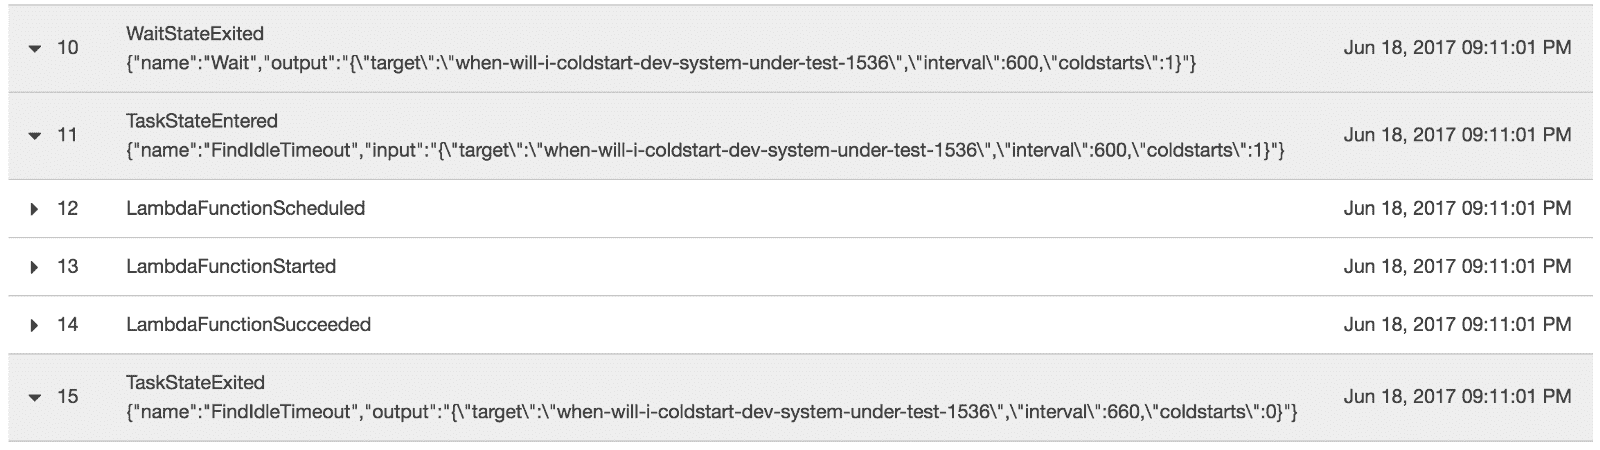 WaitStateExited
10 Jun 18, 2017 09:11:01 PM
{"name":"Wait","output":"{\"target\":\"when-will-i-coldstart-dev-system-under-test-1536\",\"interval\":600,\"coldstarts\":1}"}
TaskStateEntered
11 Jun 18, 2017 09:11:01 PM
{"name":"FindIdleTimeout","input":"{\"target\":\"when-will-i-coldstart-dev-system-under-test-1536\",\"interval\":600,\"coldstarts\":1}"}
12 LambdaFunctionScheduled Jun 18, 2017 09:11:01 PM
13 LambdaFunctionStarted Jun 18, 2017 09:11:01 PM
14 LambdaFunctionSucceeded Jun 18, 2017 09:11:01 PM
TaskStateExited
15 Jun 18, 2017 09:11:01 PM
{"name":"FindIdleTimeout","output":"{\"target\":\"when-will-i-coldstart-dev-system-under-test-1536\",\"interval\":660,\"coldstarts\":0}"}